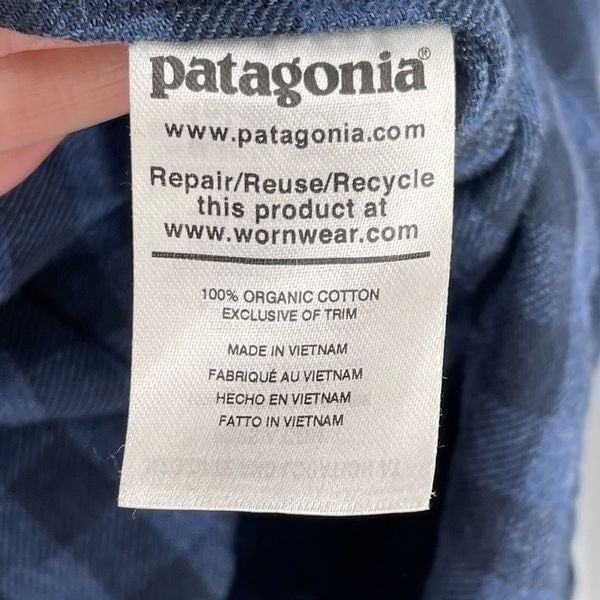 patagonia®
www.patagonia.com
Repair/Reuse/Recycle
this product at
www.wornwear.com
100% ORGANIC COTTON
EXCLUSIVE OF TRIM
MADE IN VIETNAM
FABRIQUÉ AU VIETNAM
HECHO EN VIETNAM
FATTO IN VIETNAM